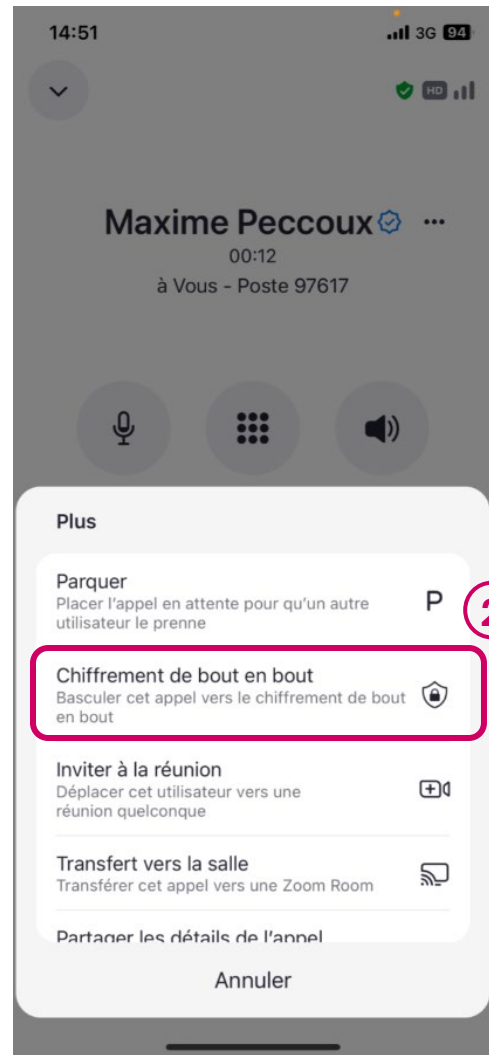 14:51 3G 94
HD
Maxime Peccoux
00:12
à Vous - Poste 97617
Plus
Parquer
Placer l'appel en attente pour qu'un autre
utilisateur le prenne
P
2
Chiffrement de bout en bout
Basculer cet appel vers le chiffrement de bout
en bout
Inviter à la réunion
Déplacer cet utilisateur vers une
réunion quelconque
Transfert vers la salle
Transférer cet appel vers une Zoom Room
Partager les détails de l'appel
Annuler